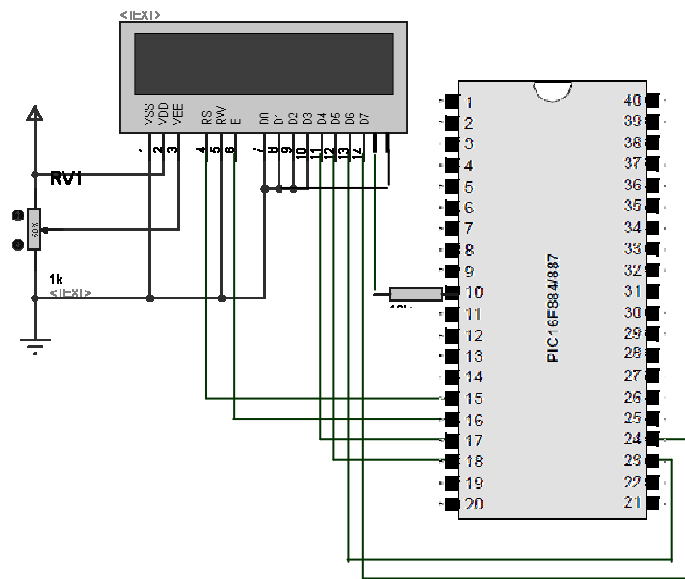 <TEXT>
VSS
VDD
VEE
RS
RW
E
D0
D1
D2
D3
D4
D5
D6
D7
1
2
3
4
5
6
7
8
9
10
11
12
13
14
RV1
50%
1k
<TEXT>
PIC16F884/887
1
2
3
4
5
6
7
8
9
10
11
12
13
14
15
16
17
18
19
20
40
39
38
37
36
35
34
33
32
31
30
29
28
27
26
25
24
23
22
21